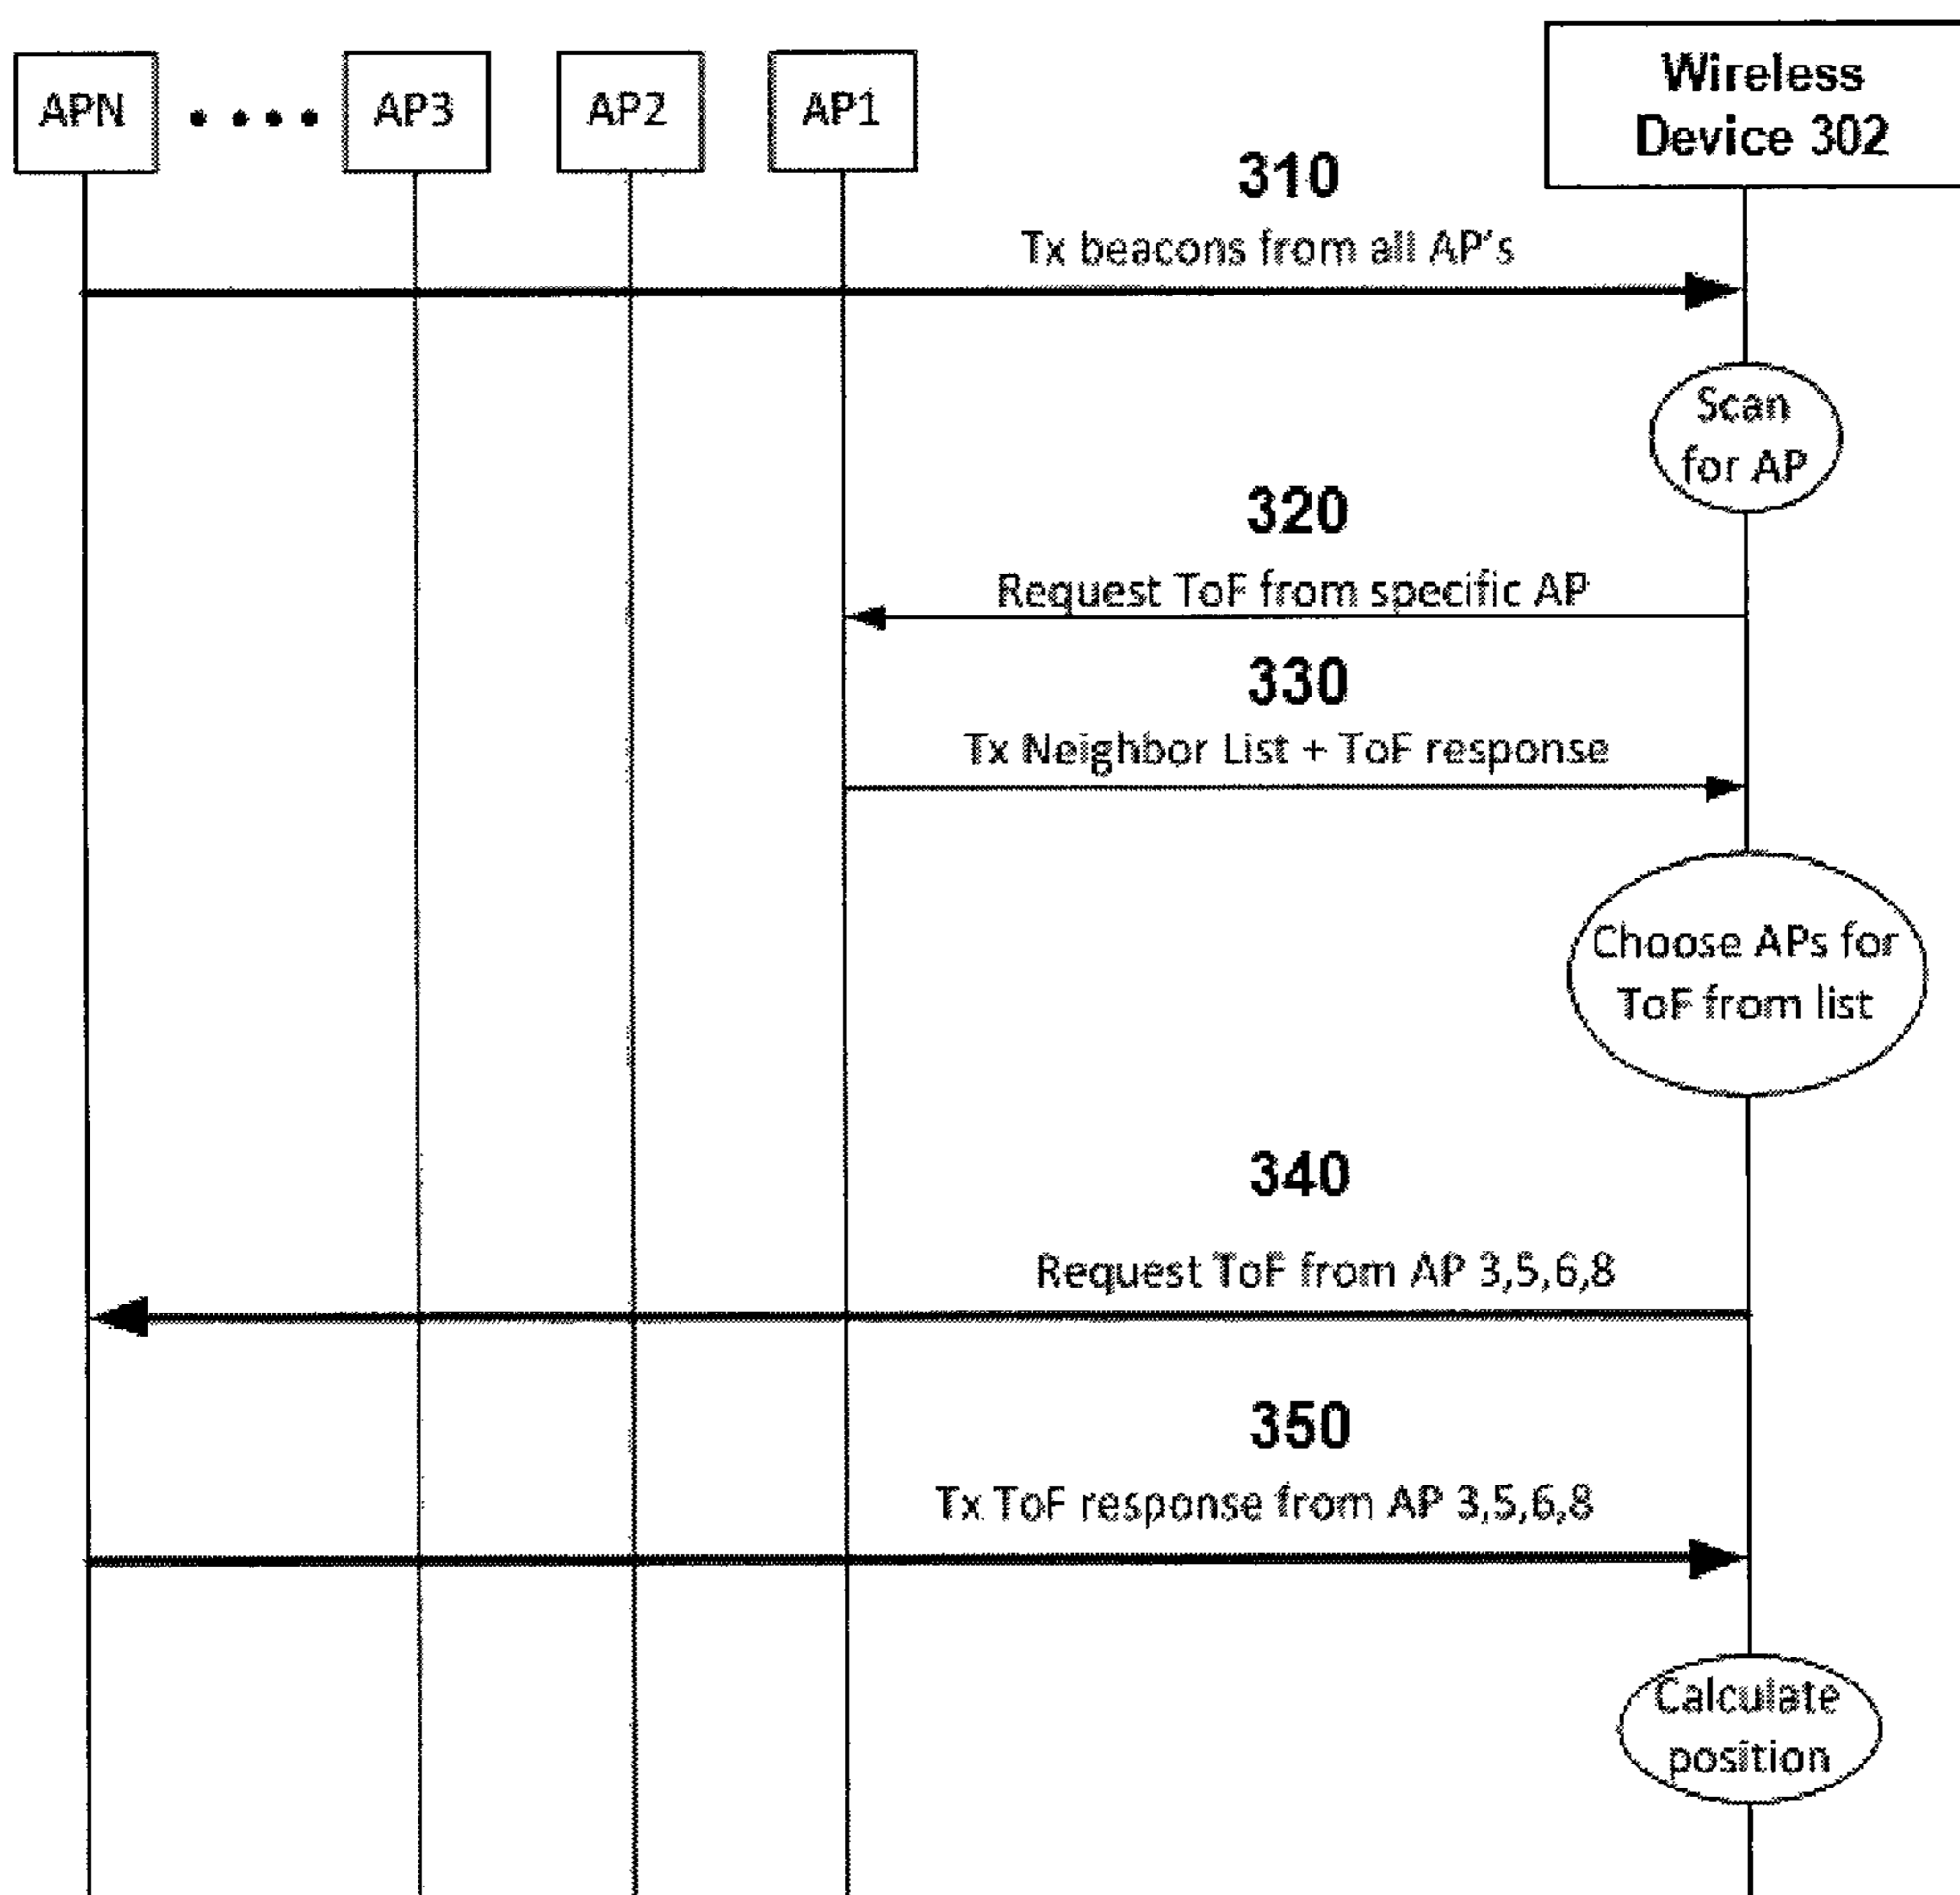 APN
AP3
AP2
AP1
Wireless
Device 302
310
Tx beacons from all AP's
Scan
for AP
320
Request ToF from specific AP
330
Tx Neighbor List + ToF response
Choose APs for
ToF from list
340
Request ToF from AP 3,5,6,8
350
Tx ToF response from AP 3,5,6,8
Calculate
position